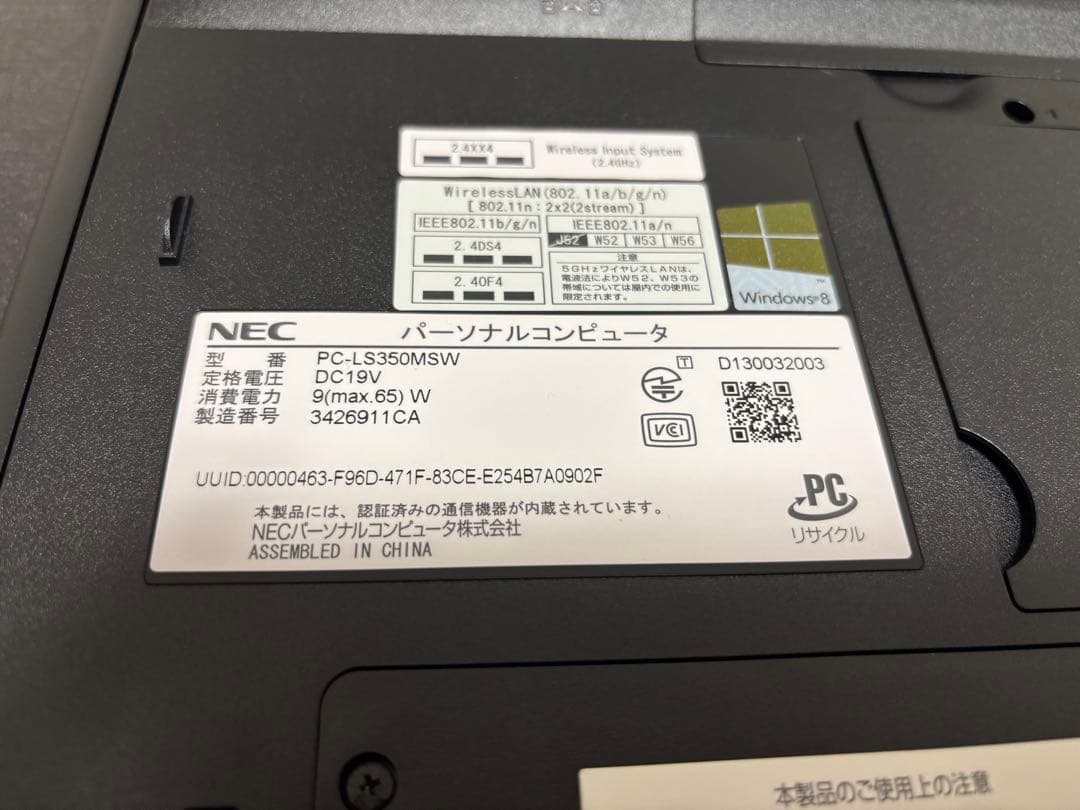 2.4XX4
Wireless Input System
(2.4GHz)
WirelessLAN(802.11a/b/g/n)
[ 802.11n : 2x2(2stream) ]
IEEE802.11b/g/n
IEEE802.11a/n
2.4DS4
J52 W52 W53 W56
注意
5GHzワイヤレスLANは、
電波法によりW52、W53の
帯域については屋内での使用に
限定されます。
2.4OF4
Windows®8
NEC パーソナルコンピュータ
型 番 PC-LS350MSW
定格電圧 DC19V
消費電力 9(max.65) W
製造番号 3426911CA
T D130032003
VCCI
UUID:00000463-F96D-471F-83CE-E254B7A0902F
本製品には、認証済みの通信機器が内蔵されています。
NECパーソナルコンピュータ株式会社
ASSEMBLED IN CHINA
PC
リサイクル
本製品のご使用上の注意